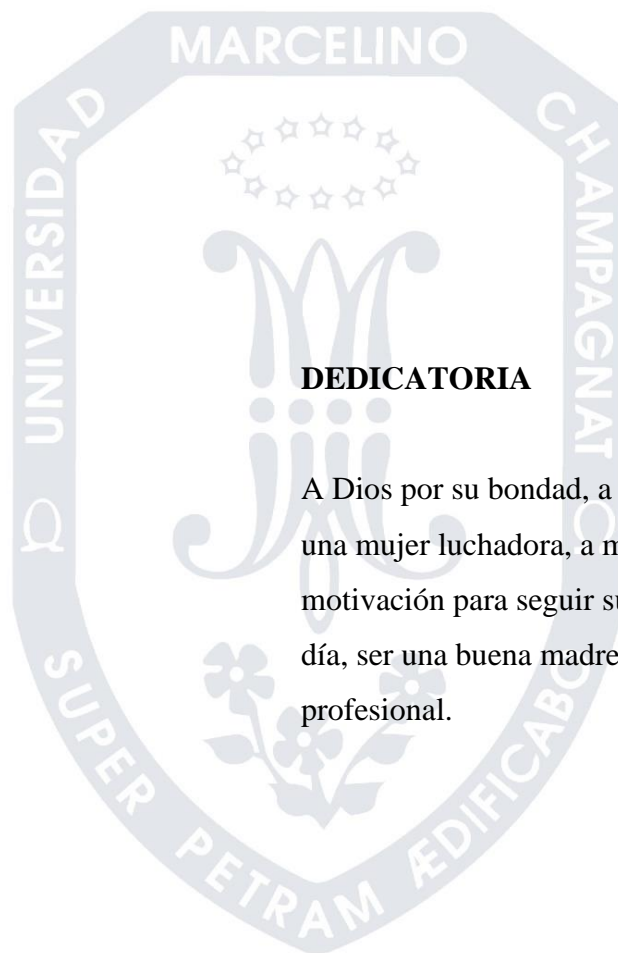 MARCELINO
UNIVERSIDAD
CHAMPAGNAT
DEDICATORIA
A Dios por su bondad, a
una mujer luchadora, a m
motivación para seguir su
día, ser una buena madre
profesional.
SUPER PETRAM ÆDIFICABO